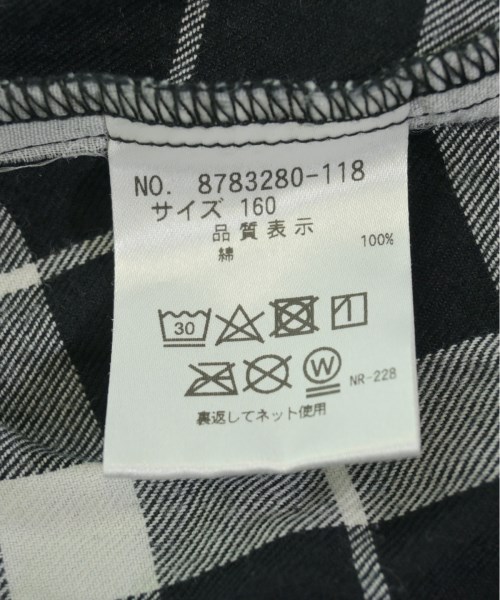 NO. 8783280-118
サイズ 160
品質表示
綿 100%
30
W NR-228
裏返してネット使用